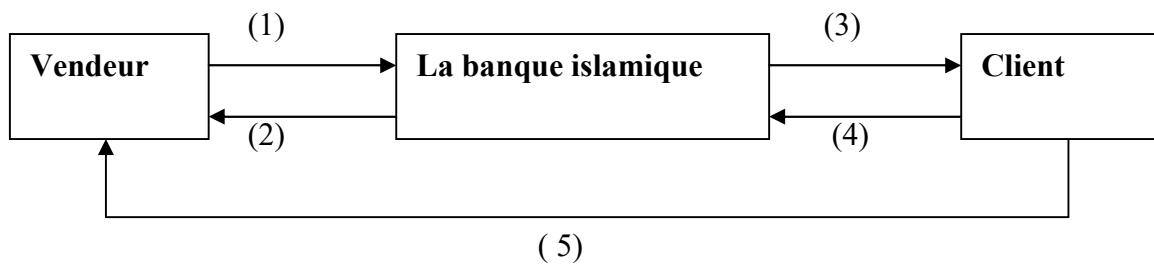 (1)
(3)
Vendeur
La banque islamique
Client
(2)
(4)
( 5)